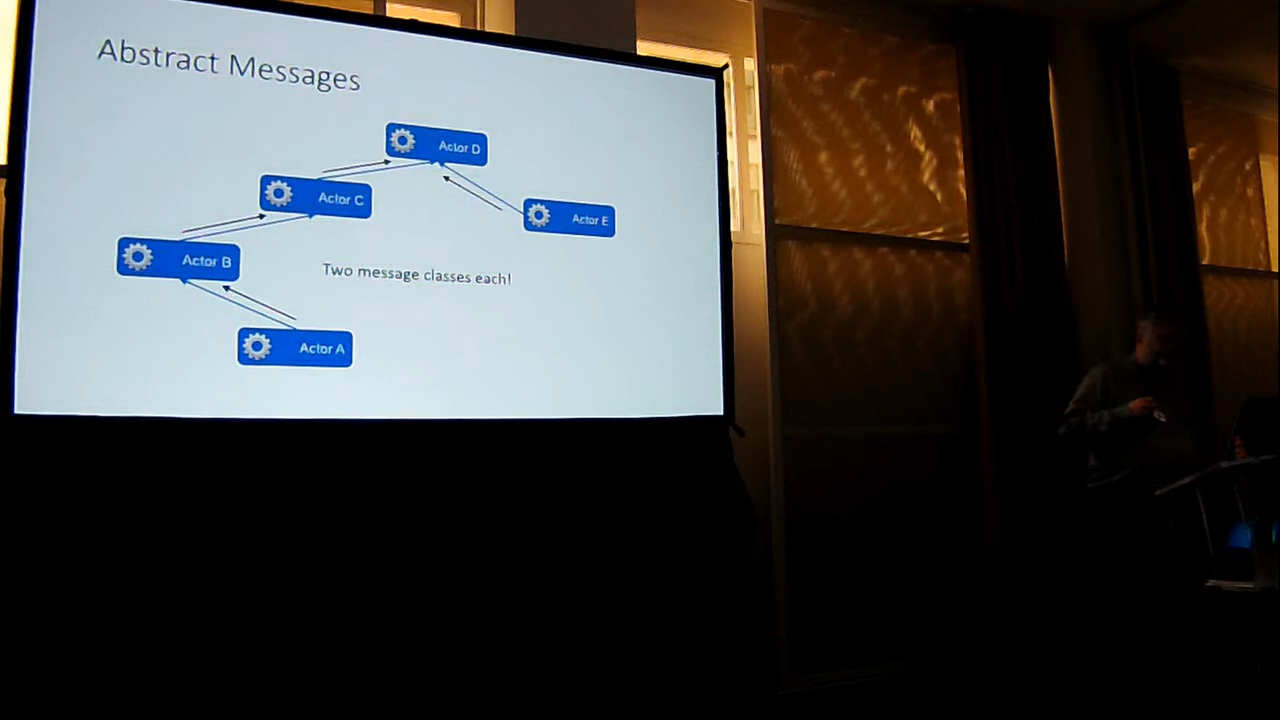 Abstract Messages
Actor D
Actor C
Actor E
Actor B
Two message classes each!
Actor A